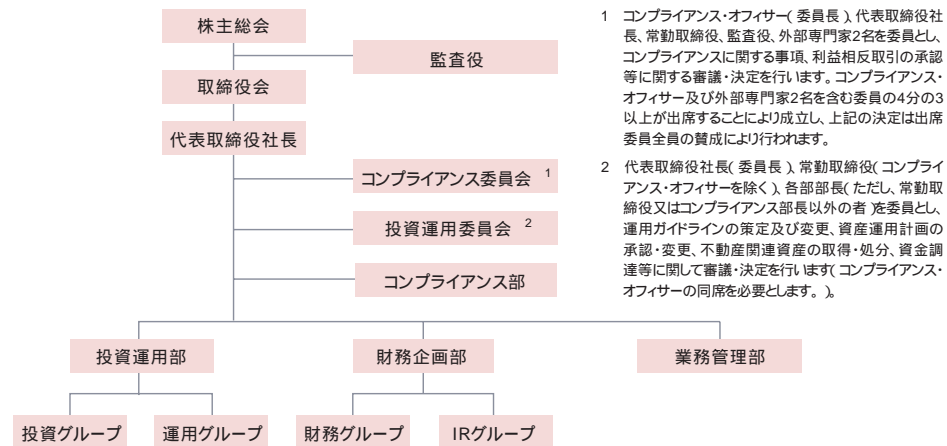 株主総会
監査役
取締役会
代表取締役社長
コンプライアンス委員会 1
投資運用委員会 2
コンプライアンス部
投資運用部
財務企画部
業務管理部
投資グループ
運用グループ
財務グループ
IRグループ
1 コンプライアンス・オフィサー(委員長)、代表取締役社
長、常勤取締役、監査役、外部専門家2名を委員とし、
コンプライアンスに関する事項、利益相反取引の承認
等に関する審議・決定を行います。コンプライアンス・
オフィサー及び外部専門家2名を含む委員の4分の3
以上が出席することにより成立し、上記の決定は出席
委員全員の賛成により行われます。
2 代表取締役社長(委員長)、常勤取締役(コンプライ
アンス・オフィサーを除く)、各部部長(ただし、常勤取
締役又はコンプライアンス部長以外の者)を委員とし、
運用ガイドラインの策定及び変更、資産運用計画の
承認・変更、不動産関連資産の取得・処分、資金調
達等に関して審議・決定を行います(コンプライアンス・
オフィサーの同席を必要とします。)。